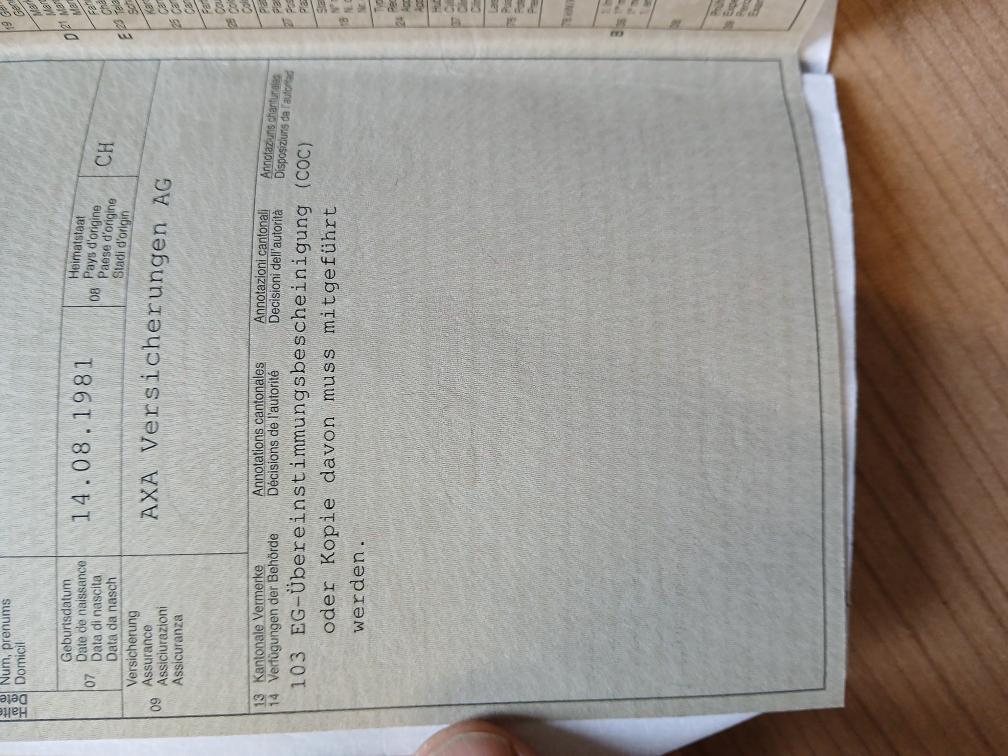 Num, prenums
Domicil
07
Geburtsdatum
Date de naissance
Data di nascita
Data da nasch
14.08.1981
08
Heimatstaat
Pays d'origine
Paese d'origine
Stadi d'origin
CH
09
Versicherung
Assurance
Assiciurazioni
Assicuranza
AXA Versicherungen AG
13 Kantonale Vermerke Annotations cantonales Annotazioni cantonali Annotaziuns chantunalas
14 Verfügungen der Behörde Décisions de l'autorité Decisioni dell'autorità Disposiziuns da l'autoritad
103 EG-Übereinstimmungsbescheinigung (COC)
oder Kopie davon muss mitgeführt
werden.